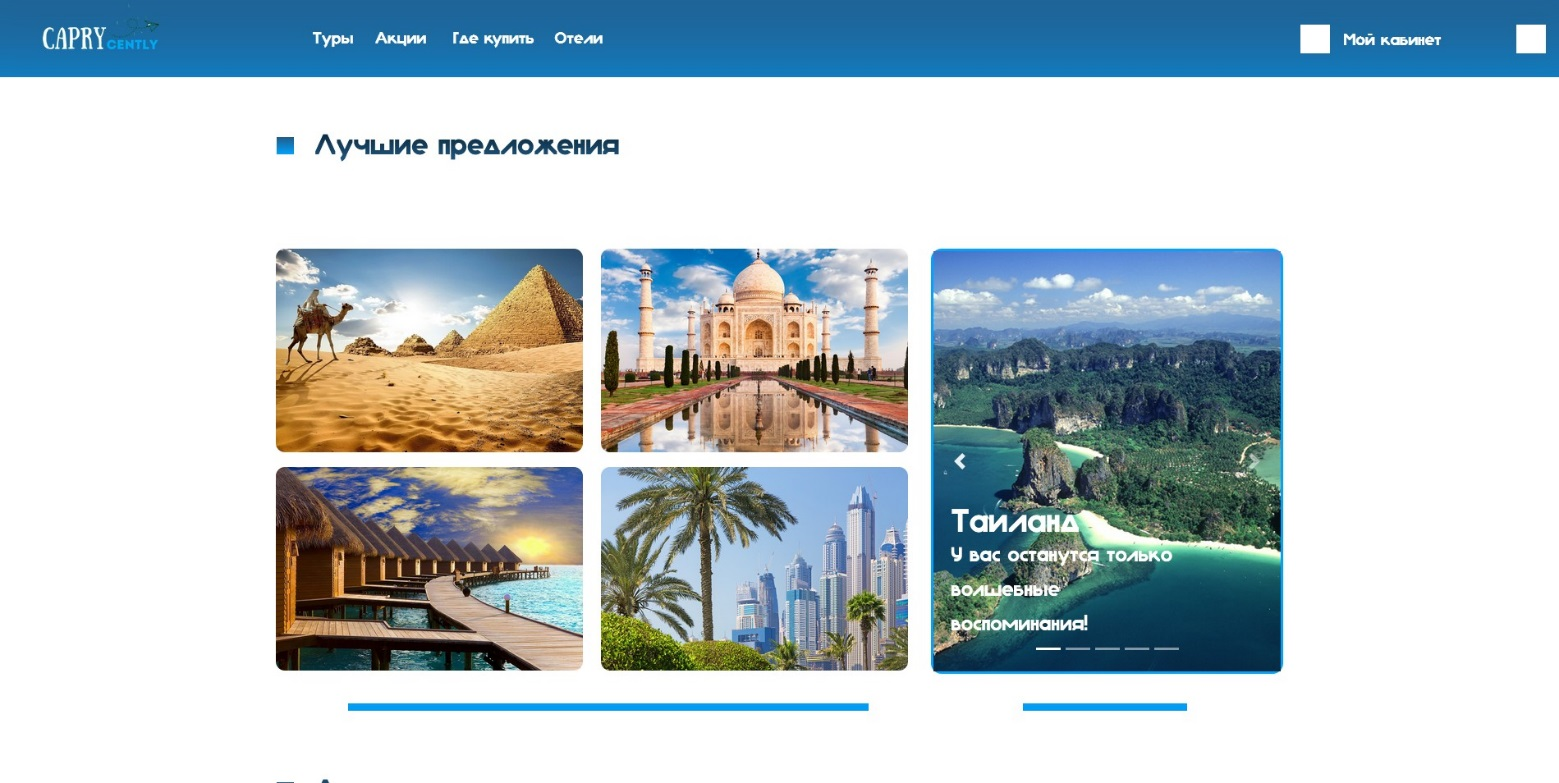 CAPRY CENTLY
Туры Акции Где купить Отели Мой кабинет
Лучшие предложения
Таиланд
У вас останутся только
волшебные
воспоминания!